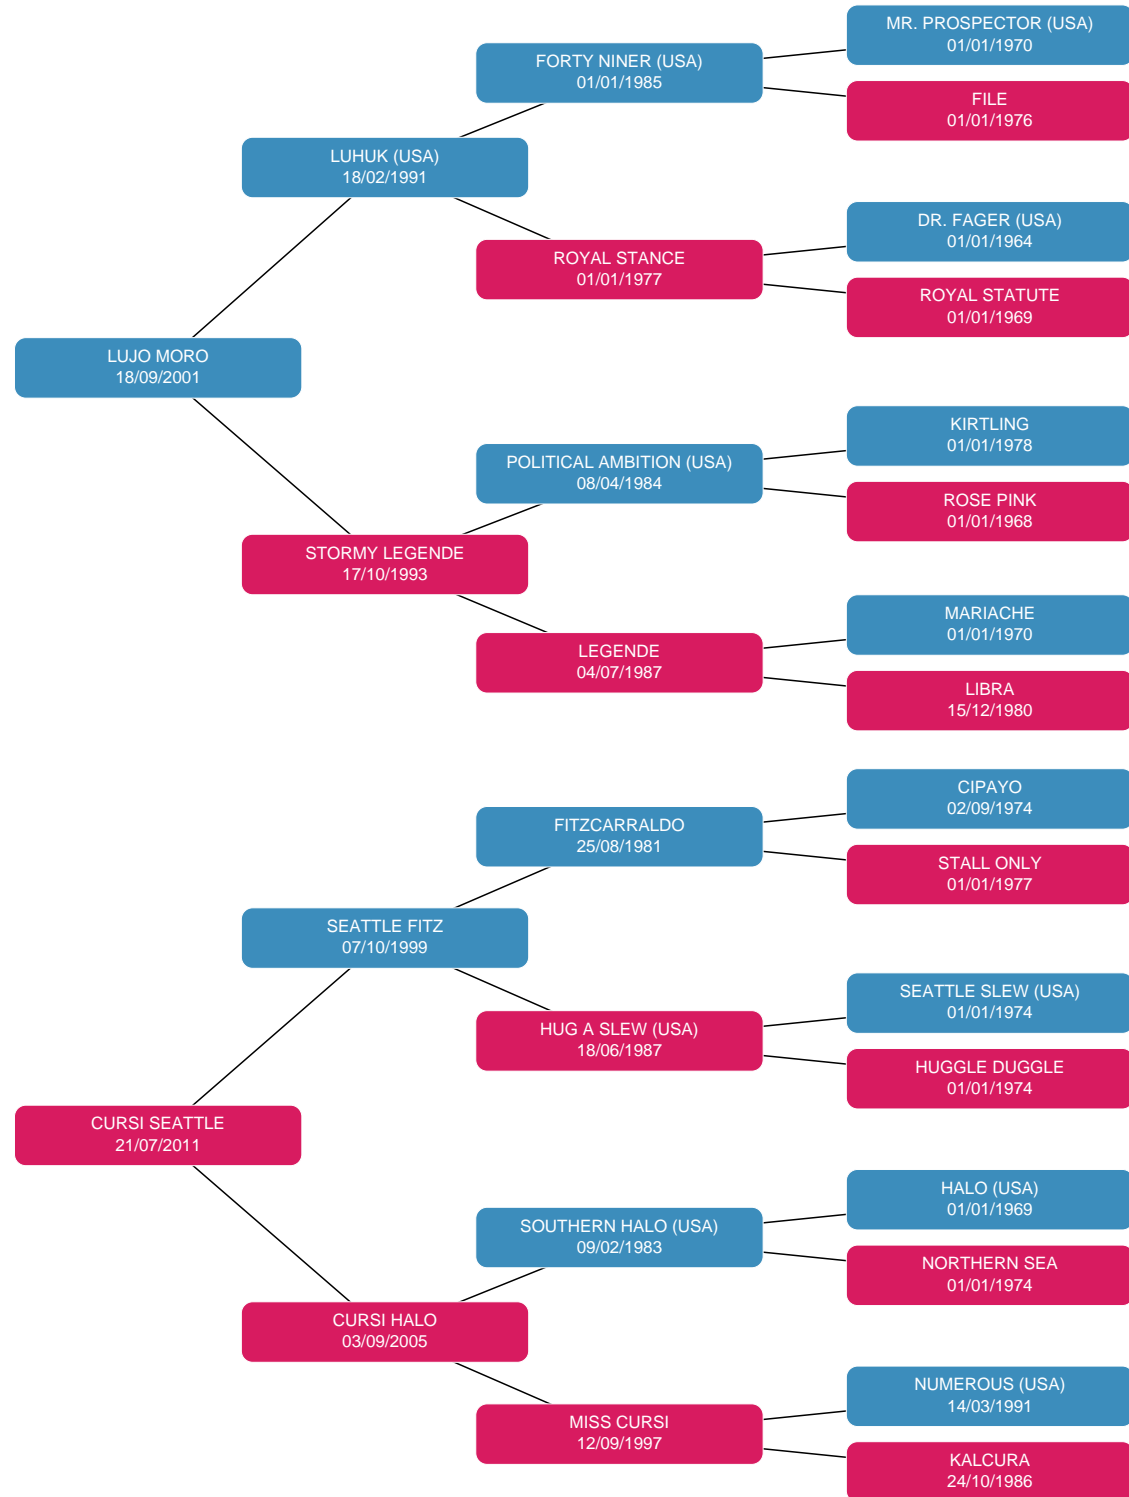 MR. PROSPECTOR (USA)
01/01/1970
FORTY NINER (USA)
01/01/1985
FILE
01/01/1976
LUHUK (USA)
18/02/1991
DR. FAGER (USA)
01/01/1964
ROYAL STANCE
01/01/1977
ROYAL STATUTE
01/01/1969
LUJO MORO
18/09/2001
KIRTLING
01/01/1978
POLITICAL AMBITION (USA)
08/04/1984
ROSE PINK
01/01/1968
STORMY LEGENDE
17/10/1993
MARIACHE
01/01/1970
LEGENDE
04/07/1987
LIBRA
15/12/1980
CIPAYO
02/09/1974
FITZCARRALDO
25/08/1981
STALL ONLY
01/01/1977
SEATTLE FITZ
07/10/1999
SEATTLE SLEW (USA)
01/01/1974
HUG A SLEW (USA)
18/06/1987
HUGGLE DUGGLE
01/01/1974
CURSI SEATTLE
21/07/2011
HALO (USA)
01/01/1969
SOUTHERN HALO (USA)
09/02/1983
NORTHERN SEA
01/01/1974
CURSI HALO
03/09/2005
NUMEROUS (USA)
14/03/1991
MISS CURSI
12/09/1997
KALCURA
24/10/1986